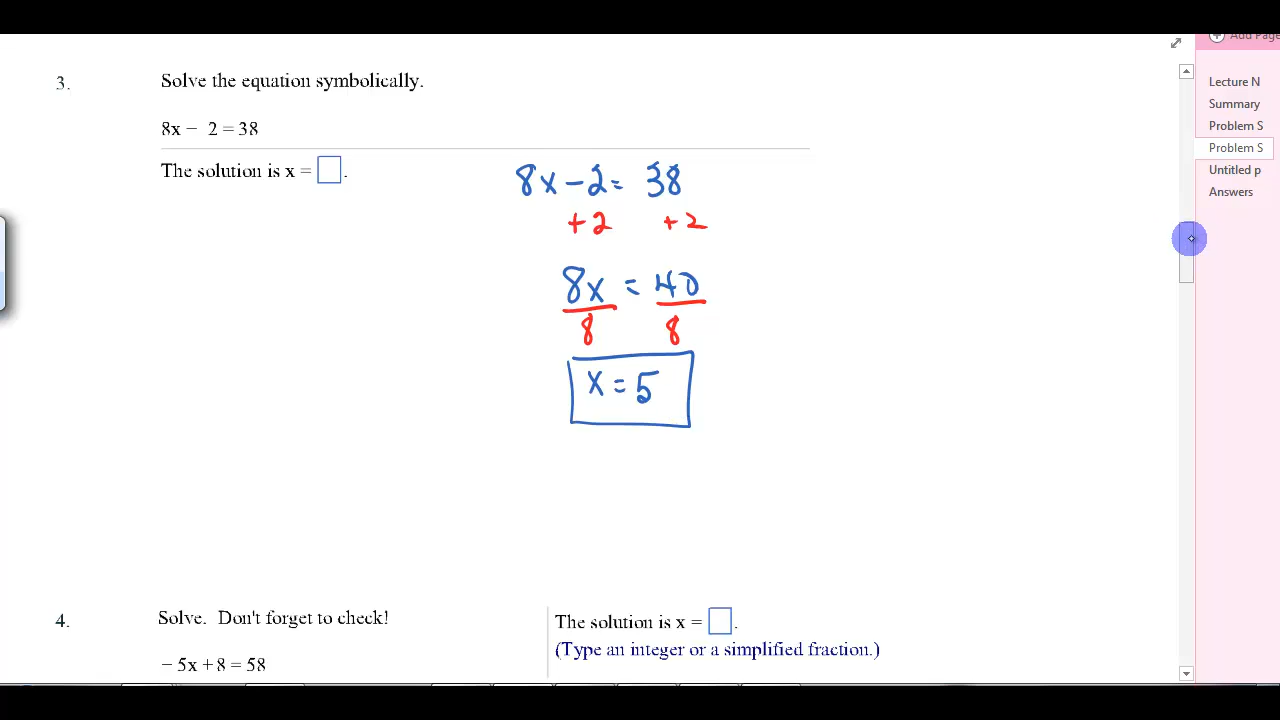 Add Page
3.
Solve the equation symbolically.
8x − 2 = 38
The solution is x = .
8x − 2 = 38
+2 +2
8x = 40
8 8
x = 5
4.
Solve. Don't forget to check!
− 5x + 8 = 58
The solution is x = .
(Type an integer or a simplified fraction.)
Lecture N
Summary
Problem S
Problem S
Untitled p
Answers